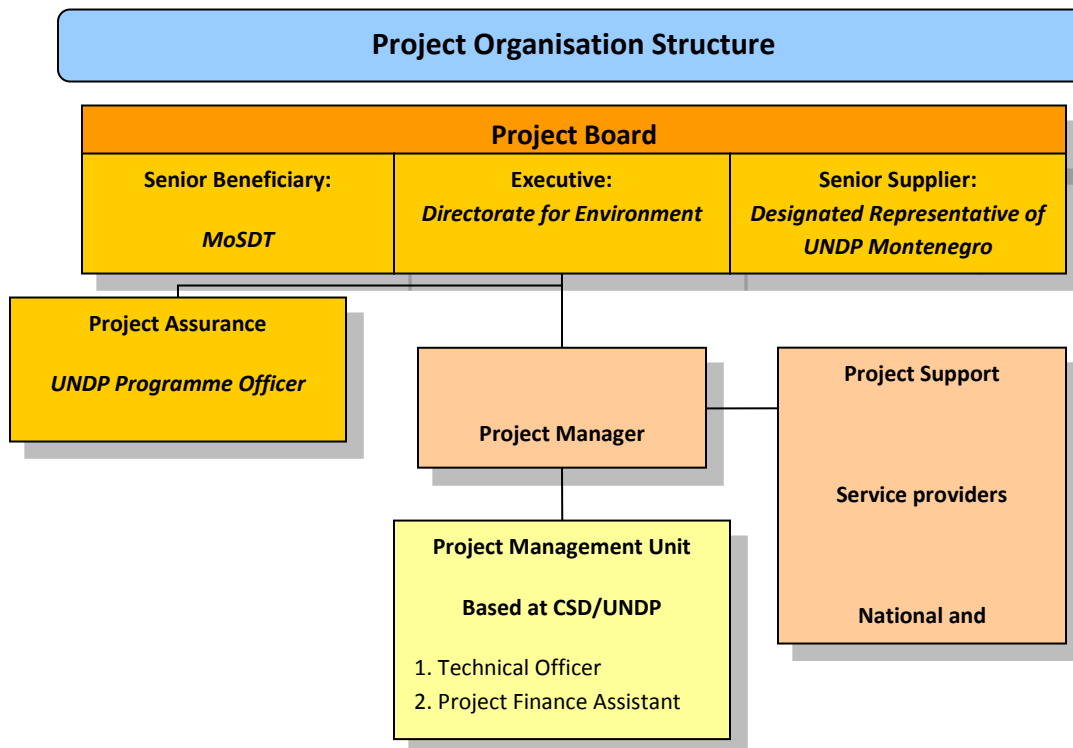 Project Organisation Structure
Project Board
Senior Beneficiary:
MoSDT
Executive:
Directorate for Environment
Senior Supplier:
Designated Representative of
UNDP Montenegro
Project Assurance
UNDP Programme Officer
Project Manager
Project Support
Service providers
National and
Project Management Unit
Based at CSD/UNDP
1. Technical Officer
2. Project Finance Assistant